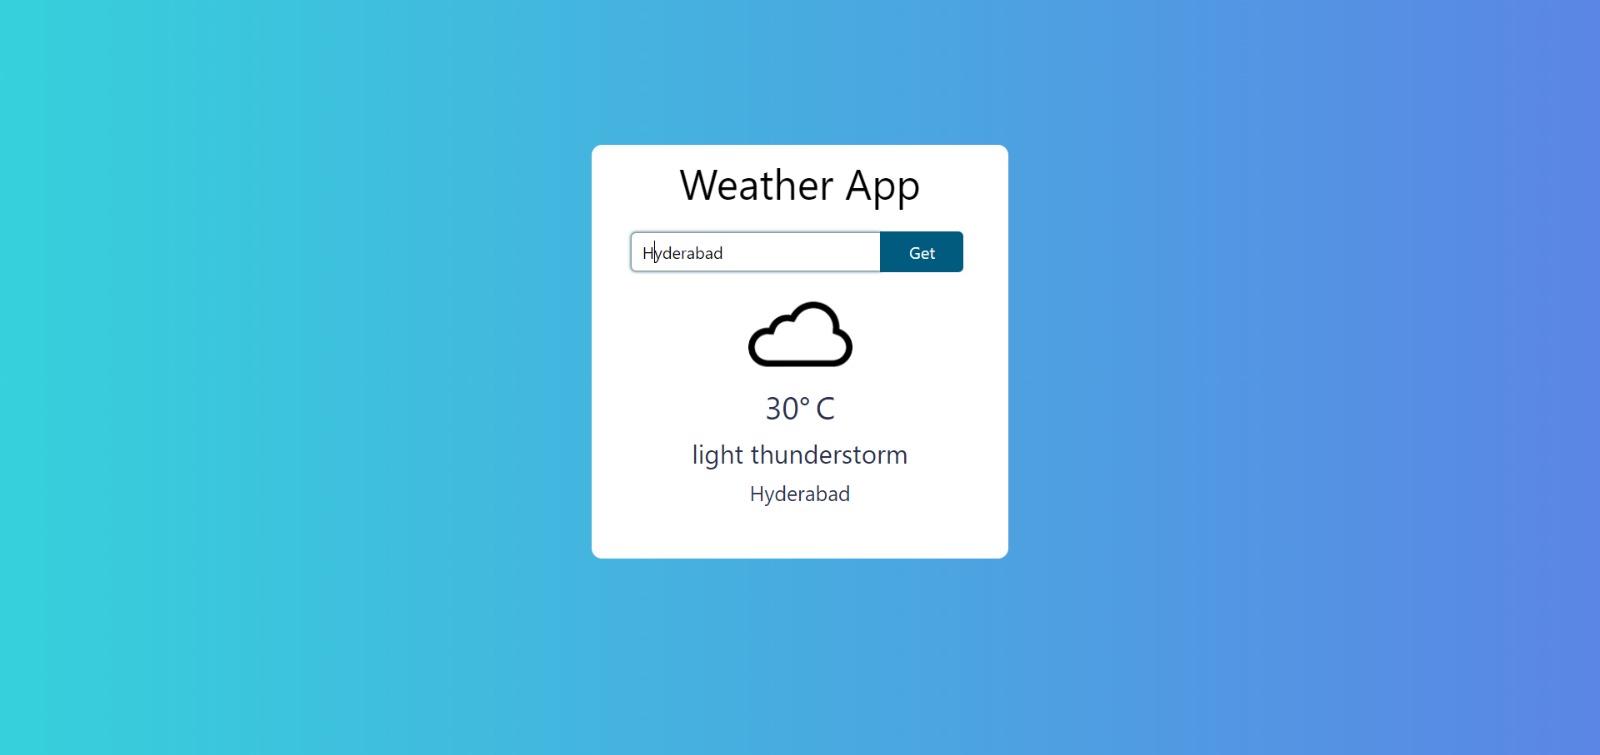 Weather App
Hyderabad Get
30° C
light thunderstorm
Hyderabad